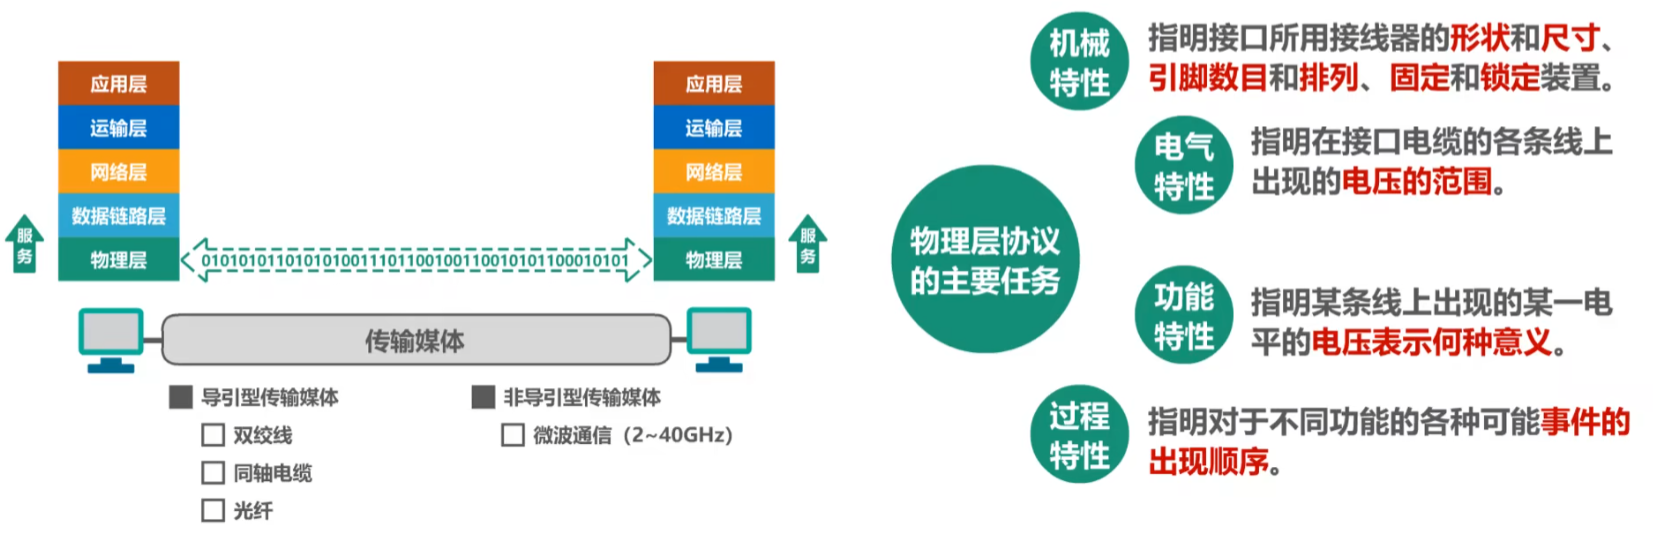 应用层
运输层
网络层
数据链路层
物理层
服
务
0101010110101010011101100100110010101100010101
应用层
运输层
网络层
数据链路层
物理层
服
务
传输媒体
导引型传输媒体
双绞线
同轴电缆
光纤
非导引型传输媒体
微波通信（2~40GHz）
物理层协议
的主要任务
机械
特性
指明接口所用接线器的形状和尺寸、
引脚数目和排列、固定和锁定装置。
电气
特性
指明在接口电缆的各条线上
出现的电压的范围。
功能
特性
指明某条线上出现的某一电
平的电压表示何种意义。
过程
特性
指明对于不同功能的各种可能事件的
出现顺序。